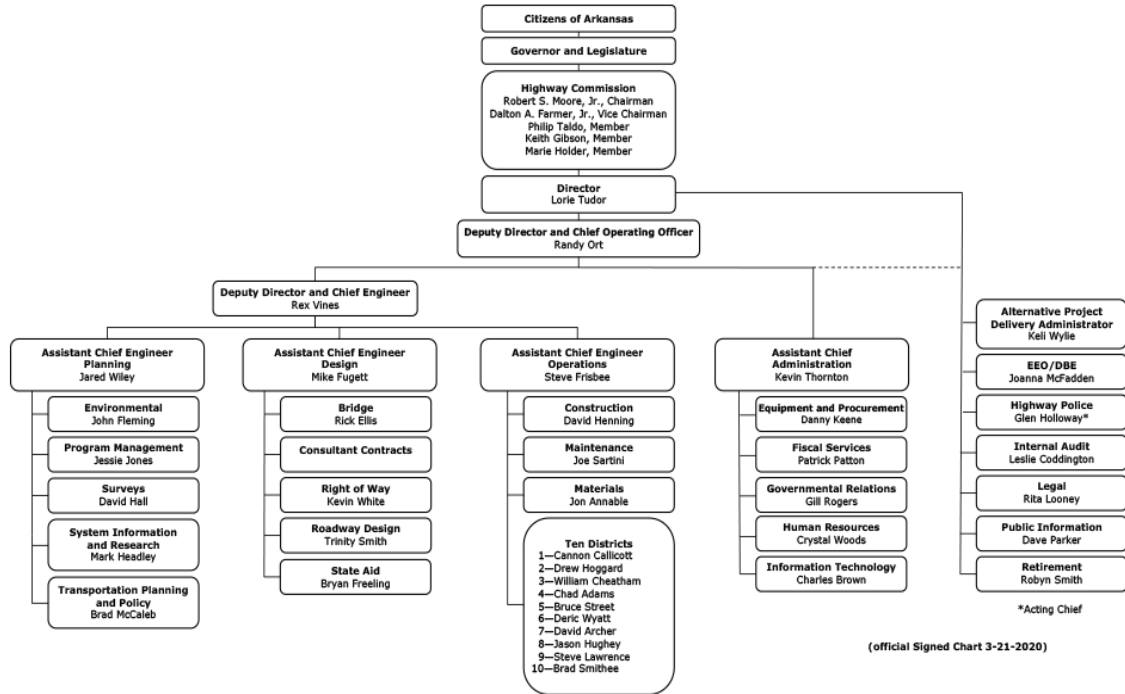 Citizens of Arkansas
Governor and Legislature
Highway Commission
Robert S. Moore, Jr., Chairman
Dalton A. Farmer, Jr., Vice Chairman
Philip Taldo, Member
Keith Gibson, Member
Marie Holder, Member
Director
Lorie Tudor
Deputy Director and Chief Operating Officer
Randy Ort
Deputy Director and Chief Engineer
Rex Vines
Assistant Chief Engineer
Planning
Jared Wiley
Environmental
John Fleming
Program Management
Jessie Jones
Surveys
David Hall
System Information
and Research
Mark Headley
Transportation Planning
and Policy
Brad McCaleb
Assistant Chief Engineer
Design
Mike Fugett
Bridge
Rick Ellis
Consultant Contracts
Right of Way
Kevin White
Roadway Design
Trinity Smith
State Aid
Bryan Freeling
Assistant Chief Engineer
Operations
Steve Frisbee
Construction
David Henning
Maintenance
Joe Sartini
Materials
Jon Annable
Ten Districts
1—Cannon Callicott
2—Drew Hoggard
3—William Cheatham
4—Chad Adams
5—Bruce Street
6—Deric Wyatt
7—David Archer
8—Jason Hughey
9—Steve Lawrence
10—Brad Smithee
Assistant Chief
Administration
Kevin Thornton
Equipment and Procurement
Danny Keene
Fiscal Services
Patrick Patton
Governmental Relations
Gill Rogers
Human Resources
Crystal Woods
Information Technology
Charles Brown
Alternative Project
Delivery Administrator
Keli Wylie
EEO/DBE
Joanna McFadden
Highway Police
Glen Holloway*
Internal Audit
Leslie Coddington
Legal
Rita Looney
Public Information
Dave Parker
Retirement
Robyn Smith
*Acting Chief
(official Signed Chart 3-21-2020)